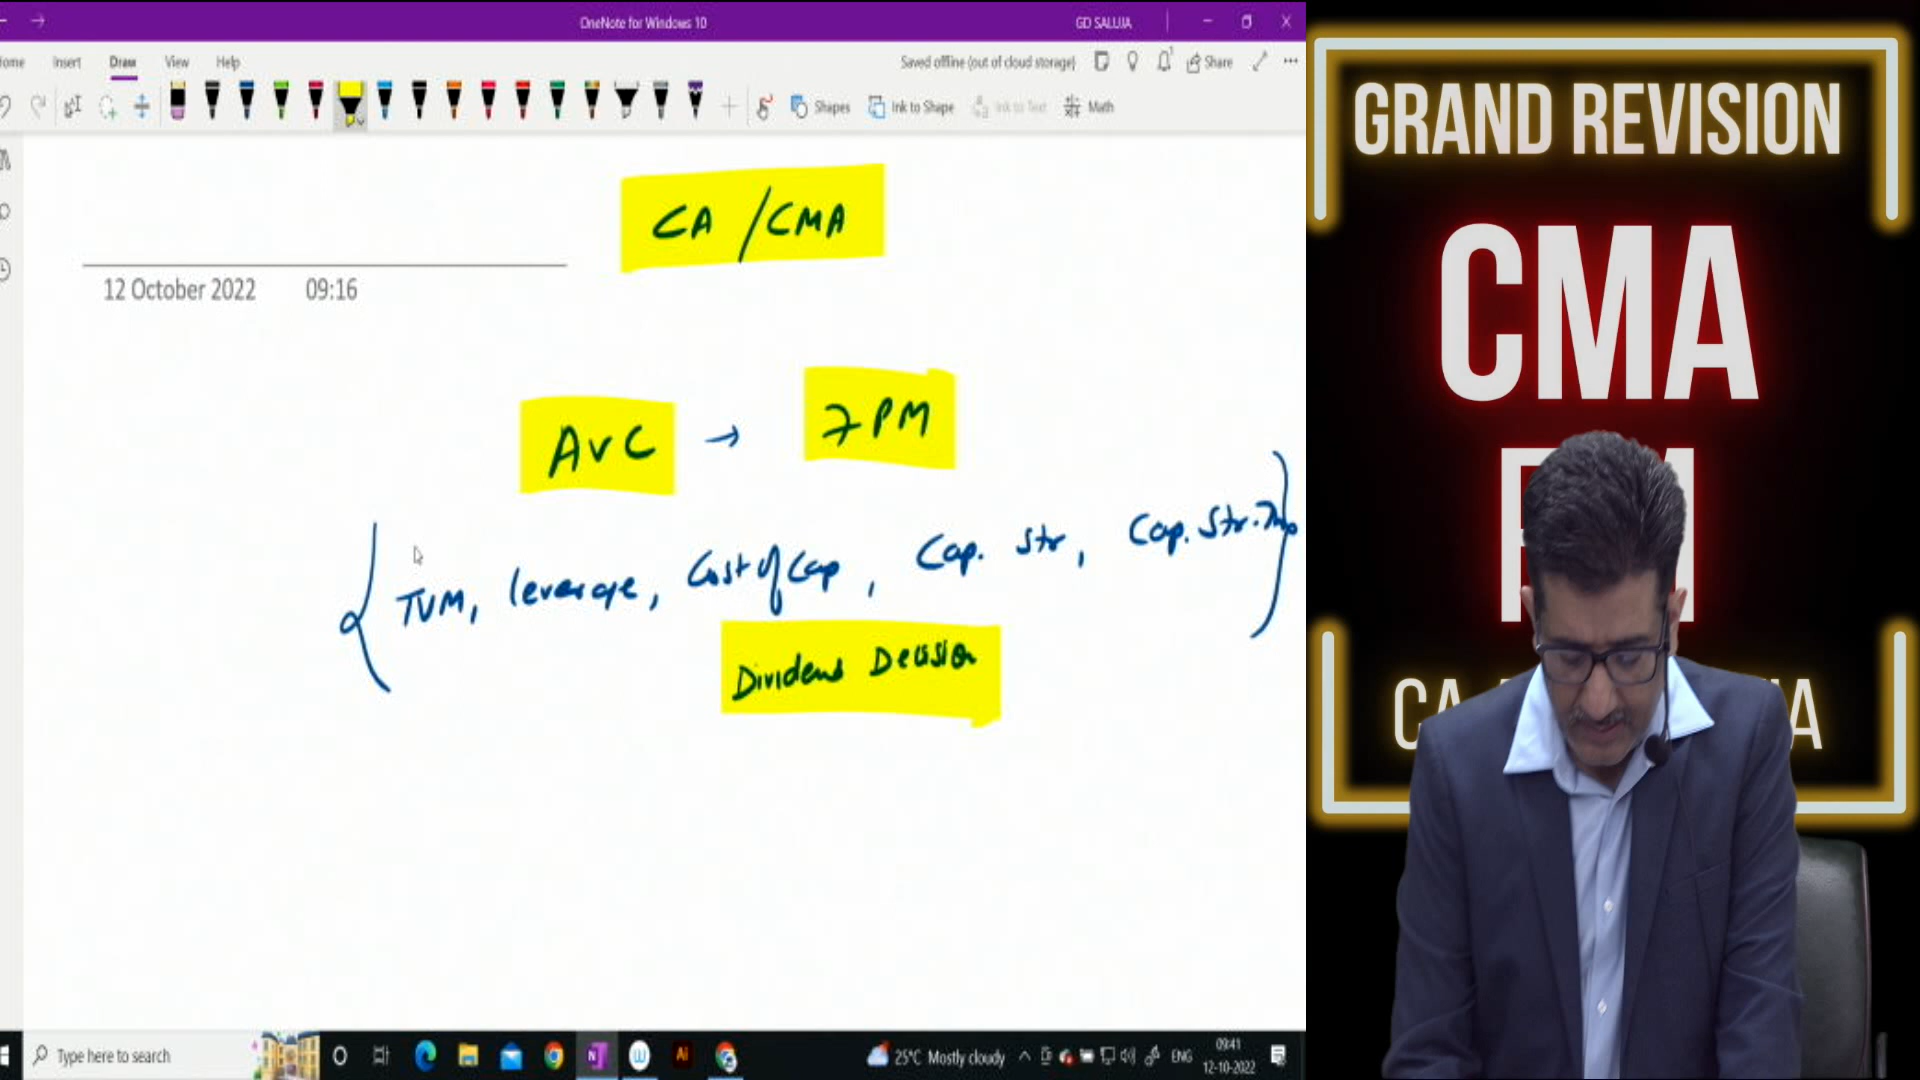 OneNote for Windows 10
GD SALUJA
Insert Draw View Help
Saved offline (out of cloud storage)
Share
Shapes
Ink to Shape
Ink to Text
Math
CA / CMA
12 October 2022 09:16
AVC → 7 PM
TVM, leverage, Cost of Cap, Cap. Str, Cap. Str.
Dividend Decision
Type here to search
25°C Mostly cloudy
ENG
09:41
12-10-2022
GRAND REVISION
CMA